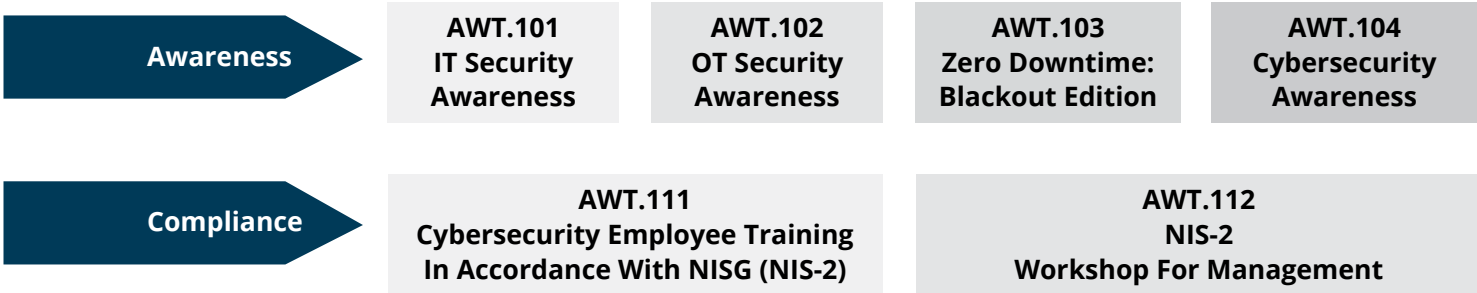 Awareness
AWT.101
IT Security
Awareness
AWT.102
OT Security
Awareness
AWT.103
Zero Downtime:
Blackout Edition
AWT.104
Cybersecurity
Awareness
Compliance
AWT.111
Cybersecurity Employee Training
In Accordance With NISG (NIS-2)
AWT.112
NIS-2
Workshop For Management